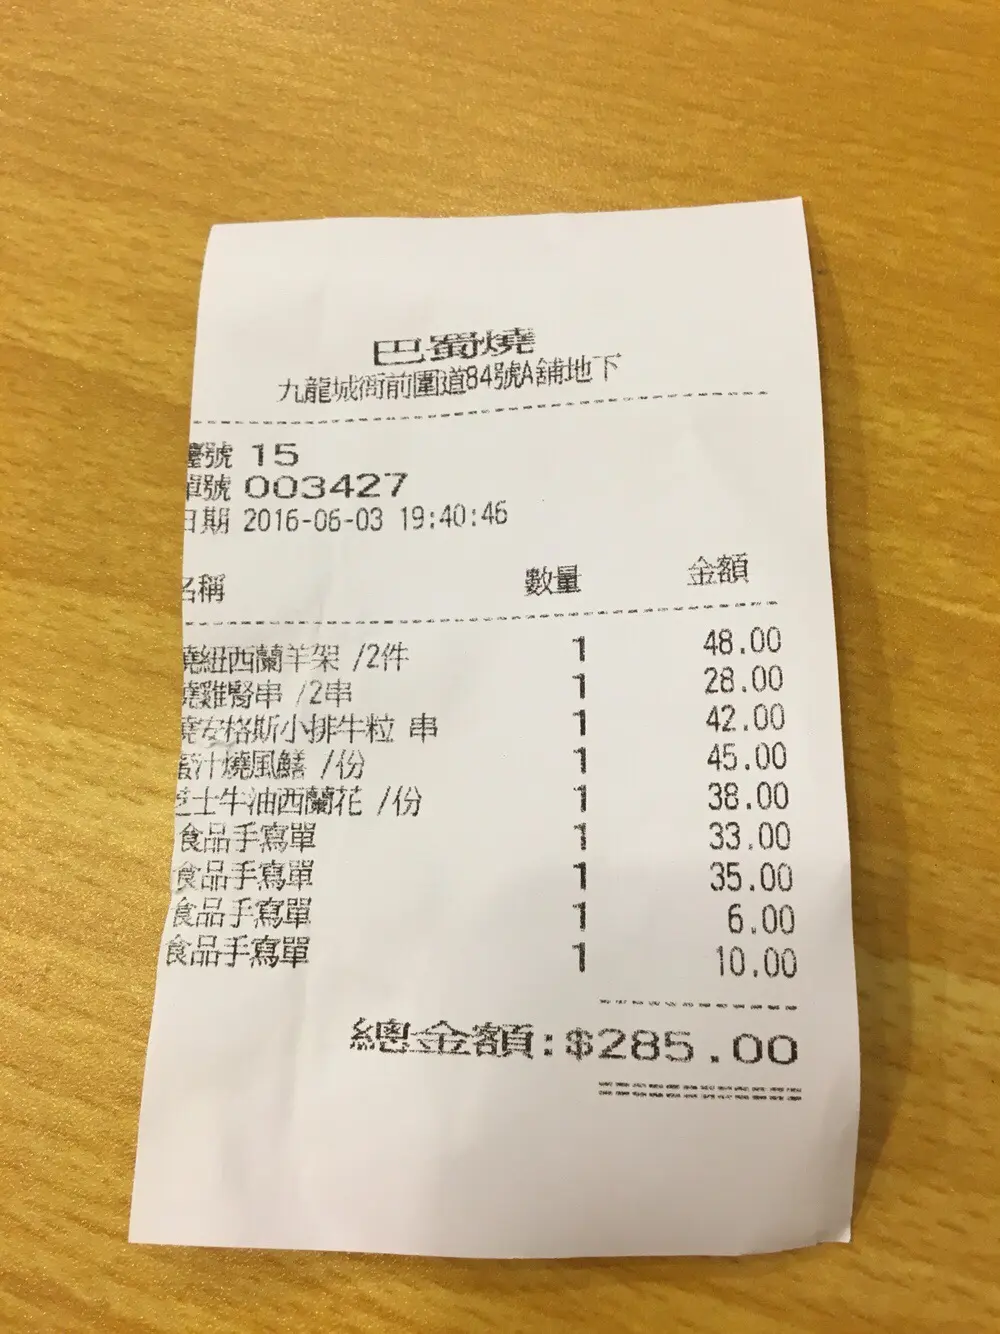 巴蜀燒
九龍城衙前圍道84號A舖地下
臺號 15
單號 003427
日期 2016-06-03 19:40:46
名稱 數量 金額
燒紐西蘭羊架 /2件 1 48.00
燒雞腎串 /2串 1 28.00
燒安格斯小排牛粒 串 1 42.00
蜜汁燒風鱔 /份 1 45.00
芝士牛油西蘭花 /份 1 38.00
食品手寫單 1 33.00
食品手寫單 1 35.00
食品手寫單 1 6.00
食品手寫單 1 10.00
總金額:$285.00